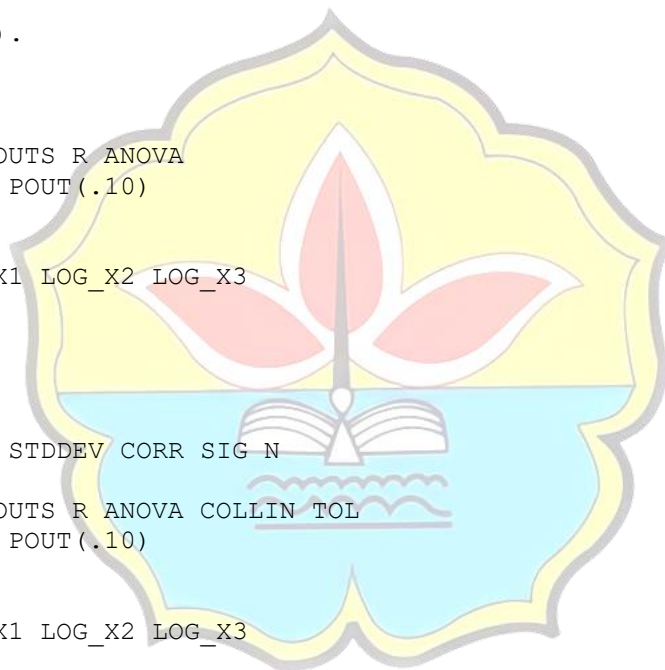 ).
OUTS R ANOVA
POUT(.10)
X1 LOG_X2 LOG_X3
STDDEV CORR SIG N
OUTS R ANOVA COLLIN TOL
POUT(.10)
X1 LOG_X2 LOG_X3